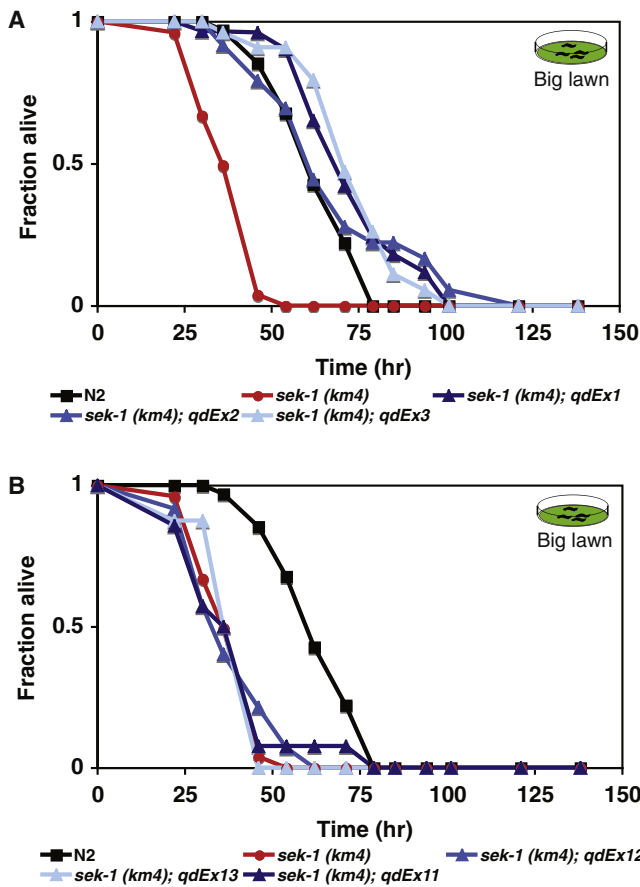 A
1
0.5
0
Fraction alive
Big lawn
0 25 50 75 100 125 150
Time (hr)
N2 sek-1 (km4) sek-1 (km4); qdEx1
sek-1 (km4); qdEx2 sek-1 (km4); qdEx3
B
1
0.5
0
Fraction alive
Big lawn
0 25 50 75 100 125 150
Time (hr)
N2 sek-1 (km4) sek-1 (km4); qdEx12
sek-1 (km4); qdEx13 sek-1 (km4); qdEx11